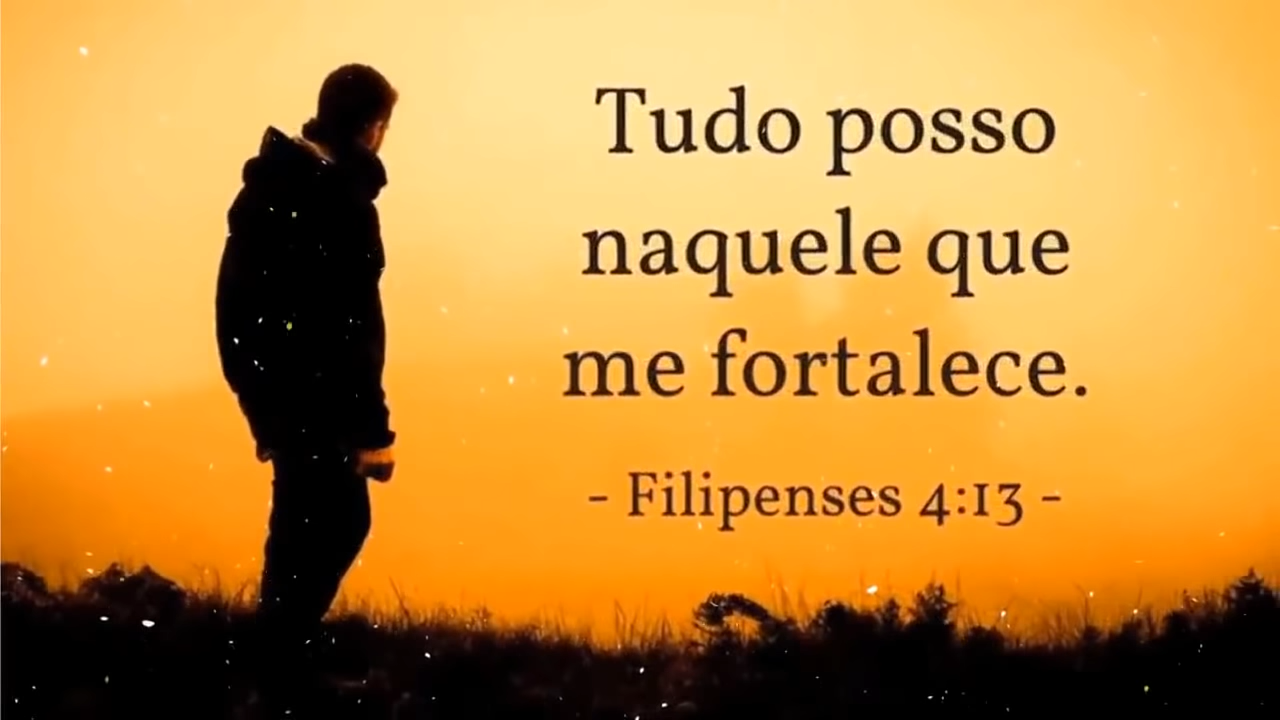 Tudo posso
naquele que
me fortalece.
- Filipenses 4:13 -